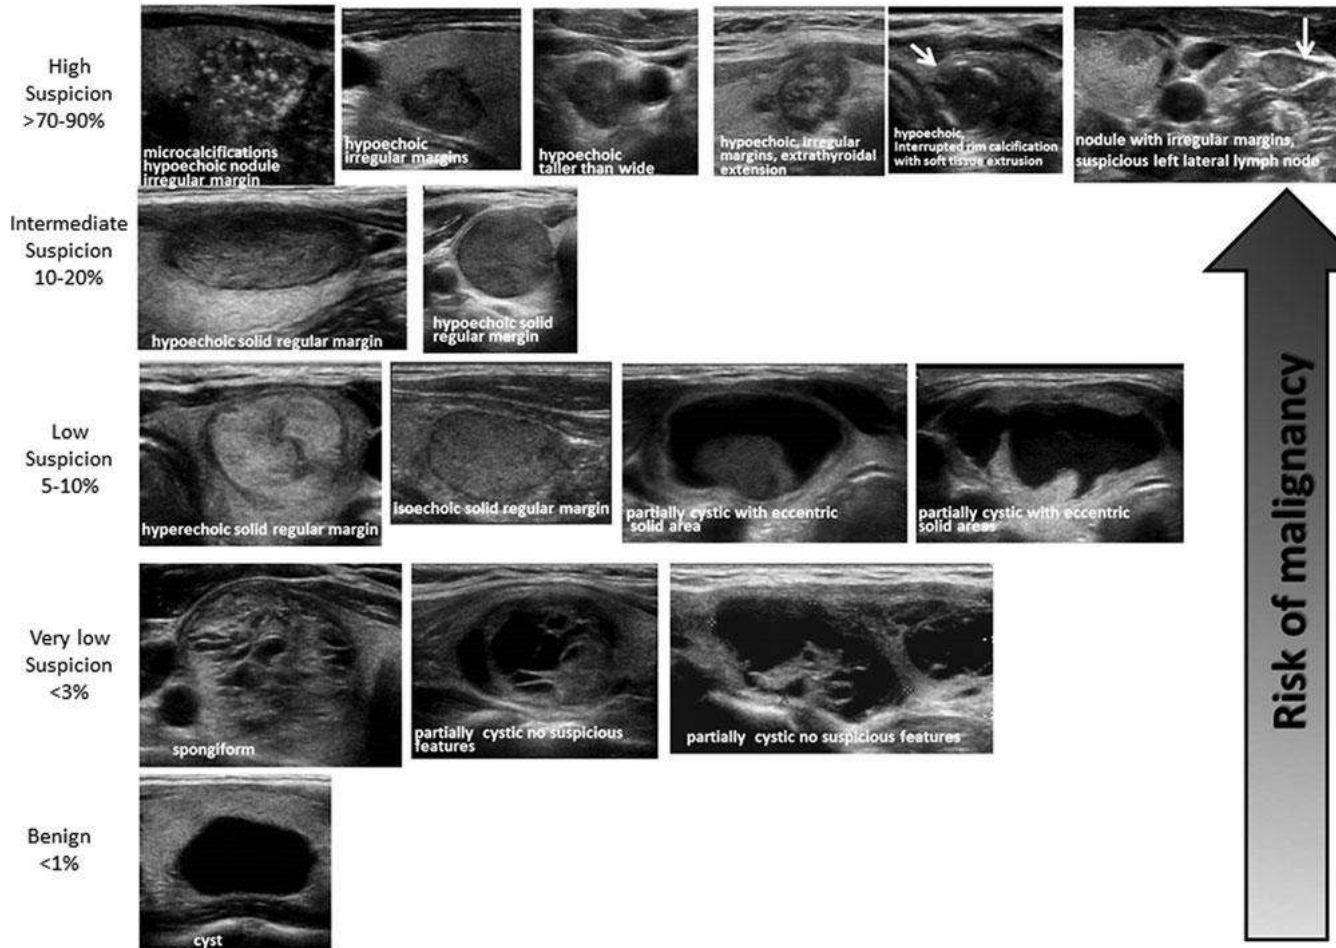 High
Suspicion
>70-90%
microcalcifications
hypoechoic nodule
irregular margin
hypoechoic
irregular margins
hypoechoic
taller than wide
hypoechoic, irregular
margins, extrathyroidal
extension
hypoechoic,
Interrupted rim calcification
with soft tissue extrusion
nodule with irregular margins,
suspicious left lateral lymph node
Intermediate
Suspicion
10-20%
hypoechoic solid regular margin
hypoechoic solid
regular margin
Low
Suspicion
5-10%
hyperechoic solid regular margin
isoechoic solid regular margin
partially cystic with eccentric
solid area
partially cystic with eccentric
solid areas
Very low
Suspicion
<3%
spongiform
partially cystic no suspicious
features
partially cystic no suspicious features
Benign
<1%
cyst
Risk of malignancy